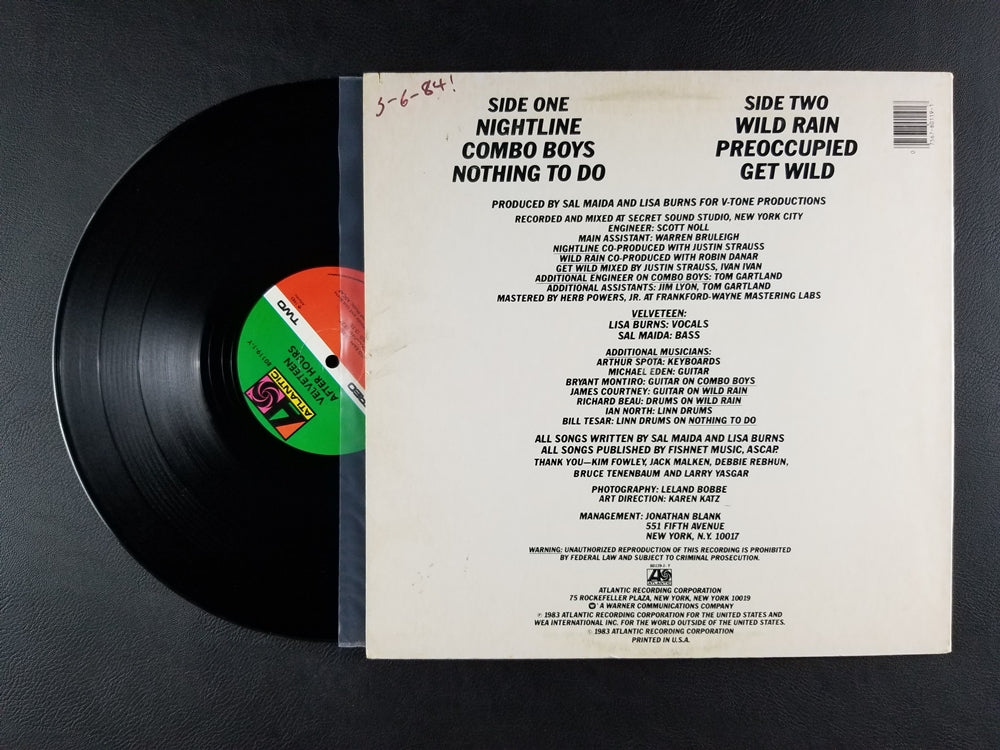 5-6-84!
SIDE ONE
NIGHTLINE
COMBO BOYS
NOTHING TO DO
SIDE TWO
WILD RAIN
PREOCCUPIED
GET WILD
PRODUCED BY SAL MAIDA AND LISA BURNS FOR V-TONE PRODUCTIONS
RECORDED AND MIXED AT SECRET SOUND STUDIO, NEW YORK CITY
ENGINEER: SCOTT NOLL
MAIN ASSISTANT: WARREN BRULEIGH
NIGHTLINE CO-PRODUCED WITH JUSTIN STRAUSS
WILD RAIN CO-PRODUCED WITH ROBIN DANAR
GET WILD MIXED BY JUSTIN STRAUSS, IVAN IVAN
ADDITIONAL ENGINEER ON COMBO BOYS: TOM GARTLAND
ADDITIONAL ASSISTANTS: JIM LYON, TOM GARTLAND
MASTERED BY HERB POWERS, JR. AT FRANKFORD-WAYNE MASTERING LABS
VELVETEEN:
LISA BURNS: VOCALS
SAL MAIDA: BASS
ADDITIONAL MUSICIANS:
ARTHUR SPOTA: KEYBOARDS
MICHAEL EDEN: GUITAR
BRYANT MONTIRO: GUITAR ON COMBO BOYS
JAMES COURTNEY: GUITAR ON WILD RAIN
RICHARD BEAU: DRUMS ON WILD RAIN
IAN NORTH: LINN DRUMS
BILL TESAR: LINN DRUMS ON NOTHING TO DO
ALL SONGS WRITTEN BY SAL MAIDA AND LISA BURNS
ALL SONGS PUBLISHED BY FISHNET MUSIC, ASCAP.
THANK YOU—KIM FOWLEY, JACK MALKEN, DEBBIE REBHUN,
BRUCE TENENBAUM AND LARRY YASGAR
PHOTOGRAPHY: LELAND BOBBE
ART DIRECTION: KAREN KATZ
MANAGEMENT: JONATHAN BLANK
551 FIFTH AVENUE
NEW YORK, N.Y. 10017
WARNING: UNAUTHORIZED REPRODUCTION OF THIS RECORDING IS PROHIBITED
BY FEDERAL LAW AND SUBJECT TO CRIMINAL PROSECUTION.
80119-1-Y
ATLANTIC
ATLANTIC RECORDING CORPORATION
75 ROCKEFELLER PLAZA, NEW YORK, NEW YORK 10019
A WARNER COMMUNICATIONS COMPANY
℗ 1983 ATLANTIC RECORDING CORPORATION FOR THE UNITED STATES AND
WEA INTERNATIONAL INC. FOR THE WORLD OUTSIDE OF THE UNITED STATES.
© 1983 ATLANTIC RECORDING CORPORATION
PRINTED IN U.S.A.
TWO
80119-1-Y
VELVETEEN
AFTER HOURS
ATLANTIC